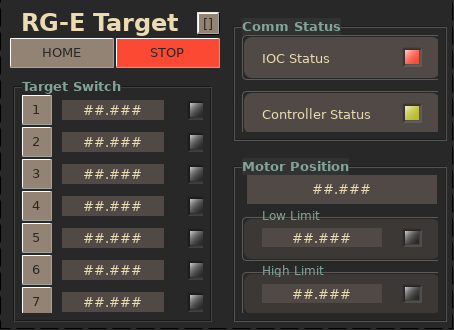 RG-E Target []
HOME STOP
Target Switch
1 ##.###
2 ##.###
3 ##.###
4 ##.###
5 ##.###
6 ##.###
7 ##.###
Comm Status
IOC Status
Controller Status
Motor Position
##.###
Low Limit
##.###
High Limit
##.###